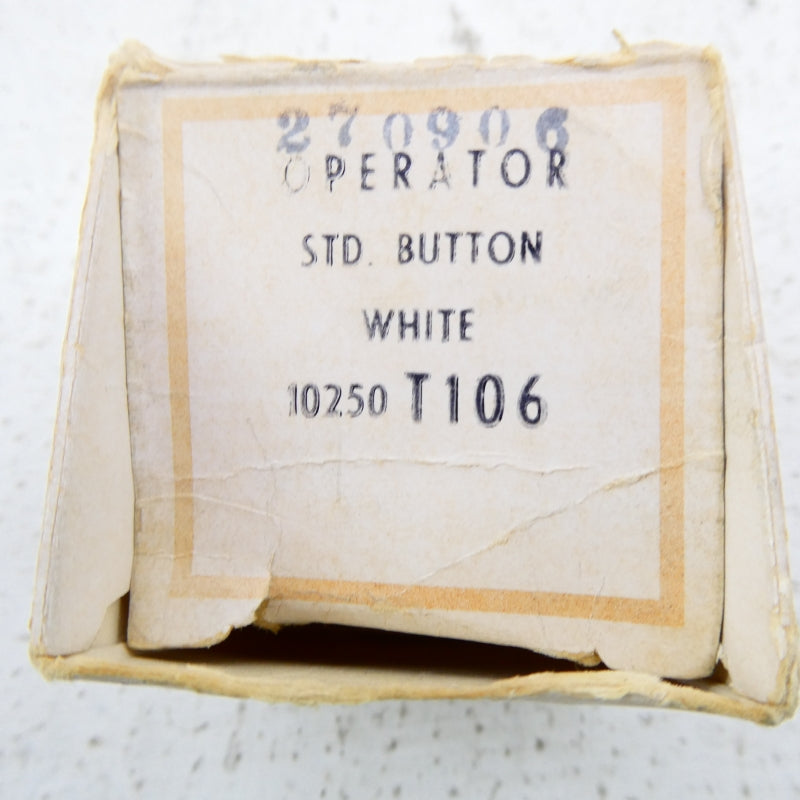 270906
OPERATOR
STD. BUTTON
WHITE
10250 T106